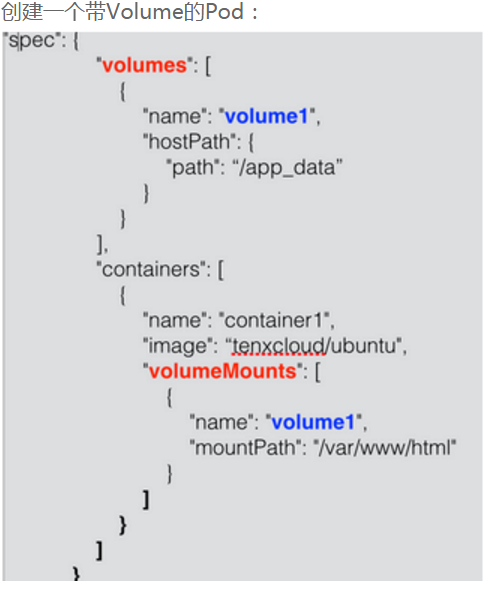 创建一个带Volume的Pod：
"spec": {
"volumes": [
{
"name": "volume1",
"hostPath": {
"path": “/app_data”
}
}
],
"containers": [
{
"name": "container1",
"image": “tenxcloud/ubuntu",
"volumeMounts": [
{
"name": "volume1",
"mountPath": "/var/www/html"
}
]
}
]
}